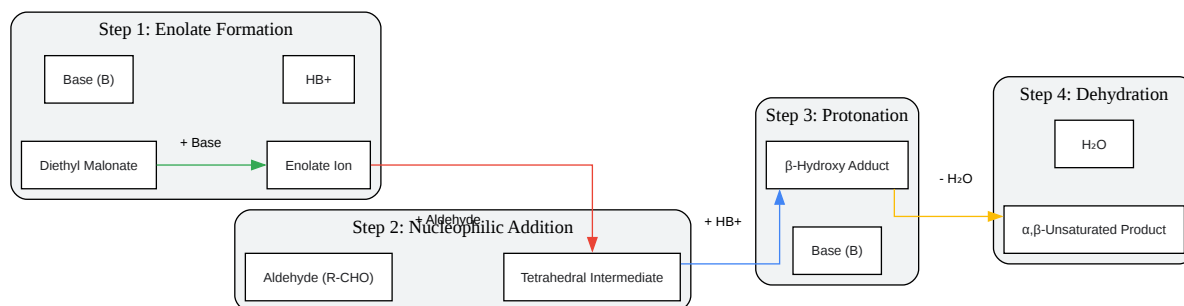 Step 1: Enolate Formation
Base (B)
HB+
Diethyl Malonate
+ Base
Enolate Ion
+ Aldehyde
Step 2: Nucleophilic Addition
Aldehyde (R-CHO)
Tetrahedral Intermediate
+ HB+
Step 3: Protonation
β-Hydroxy Adduct
Base (B)
- H₂O
Step 4: Dehydration
H₂O
α,β-Unsaturated Product